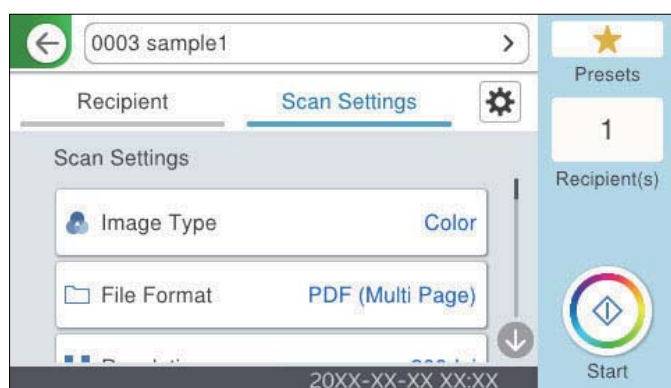 0003 sample1
Presets
Recipient
Scan Settings
1
Recipient(s)
Scan Settings
Image Type
Color
File Format
PDF (Multi Page)
20XX-XX-XX XX:XX
Start